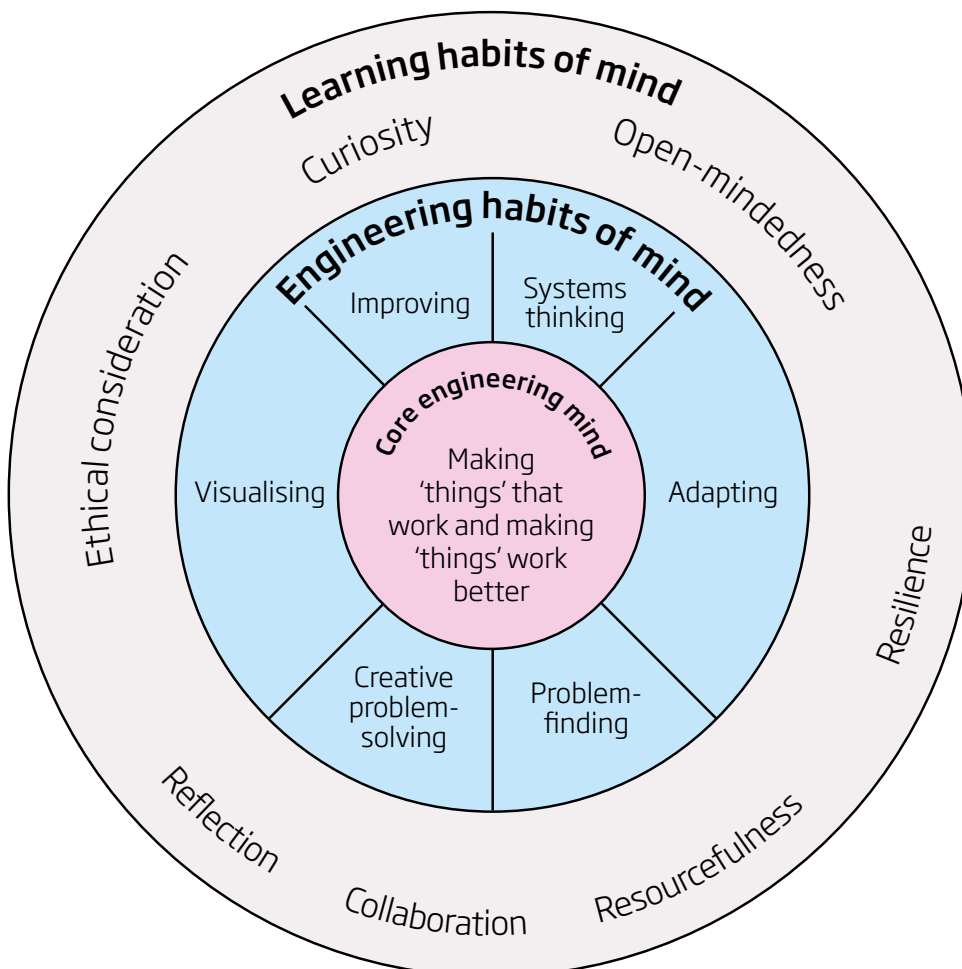 Learning habits of mind
Curiosity
Open-mindedness
Resilience
Resourcefulness
Collaboration
Reflection
Ethical consideration
Engineering habits of mind
Improving
Systems
thinking
Adapting
Problem-
finding
Creative
problem-
solving
Visualising
Core engineering mind
Making
‘things’ that
work and making
‘things’ work
better